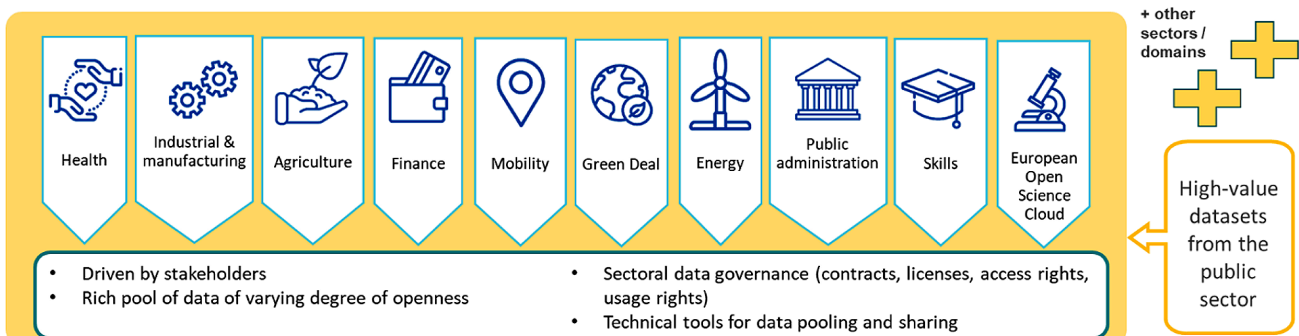 + other
sectors /
domains
Health
Industrial &
manufacturing
Agriculture
Finance
Mobility
Green Deal
Energy
Public
administration
Skills
European
Open
Science
Cloud
High-value
datasets
from the
public
sector
• Driven by stakeholders
• Rich pool of data of varying degree of openness
• Sectoral data governance (contracts, licenses, access rights,
usage rights)
• Technical tools for data pooling and sharing